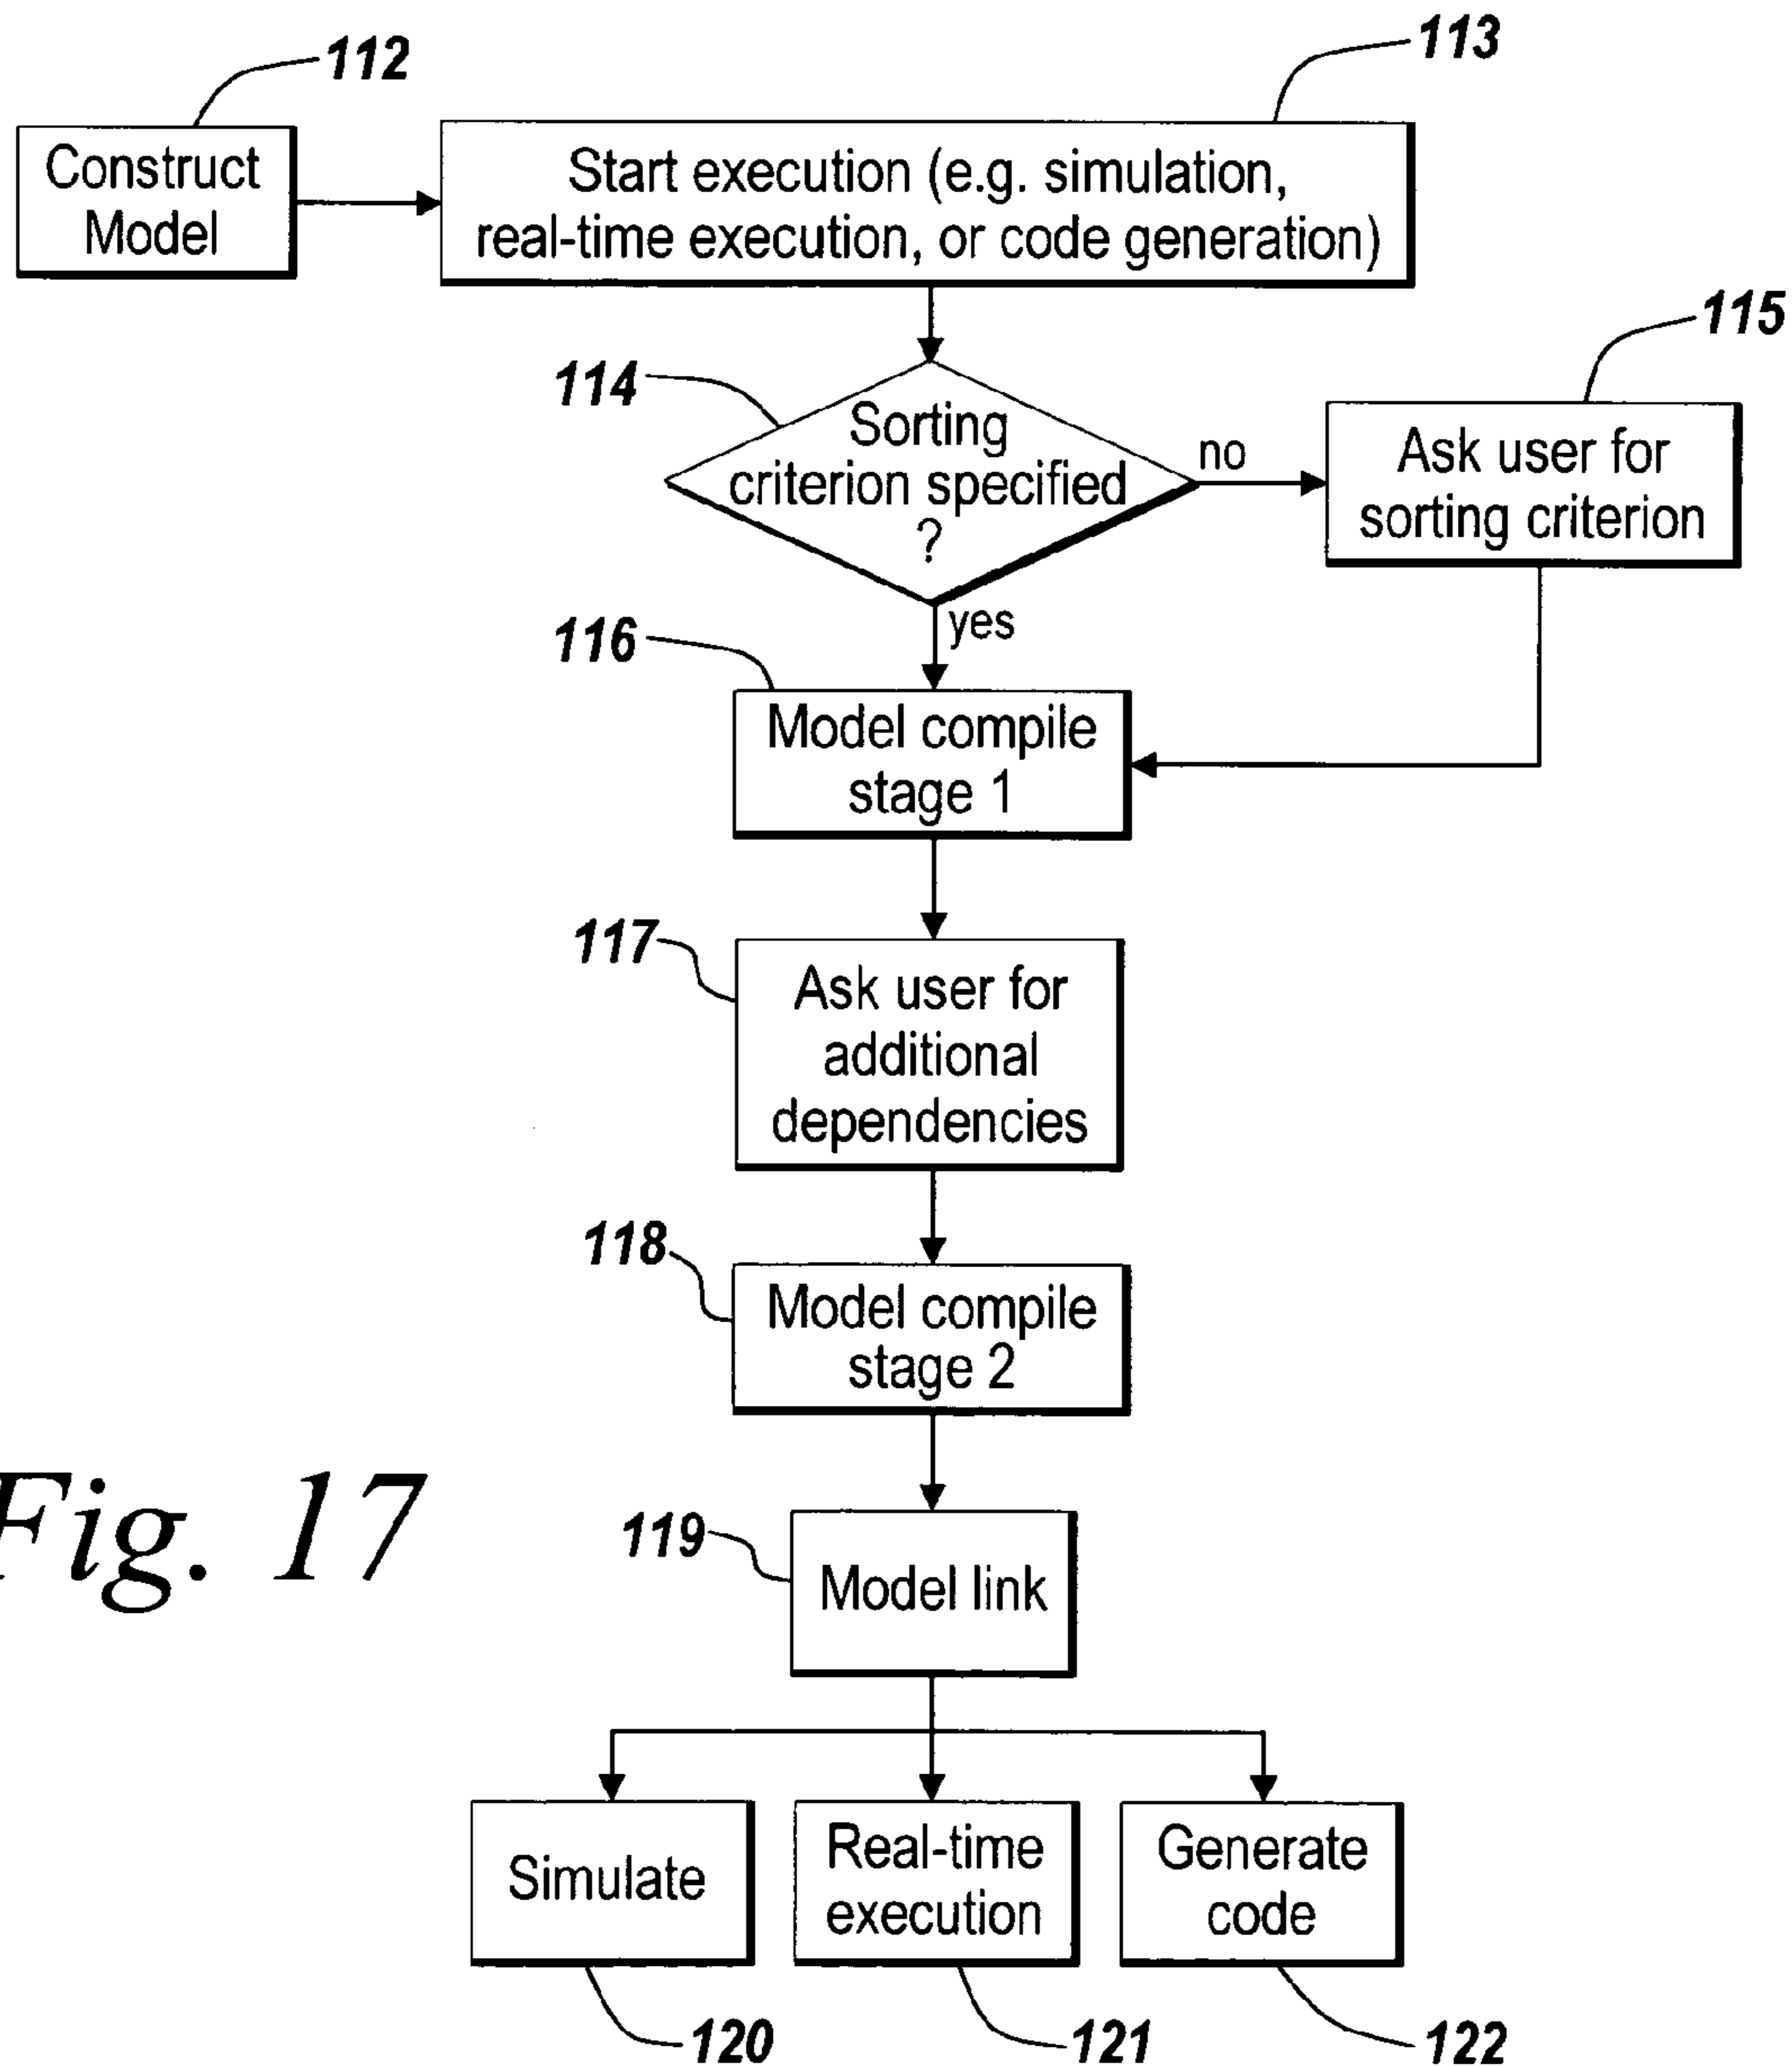 112
113
Construct
Model
Start execution (e.g. simulation,
real-time execution, or code generation)
115
114
Sorting
criterion specified
?
no
Ask user for
sorting criterion
yes
116
Model compile
stage 1
117
Ask user for
additional
dependencies
118
Model compile
stage 2
Fig. 17
119
Model link
Simulate
Real-time
execution
Generate
code
120
121
122